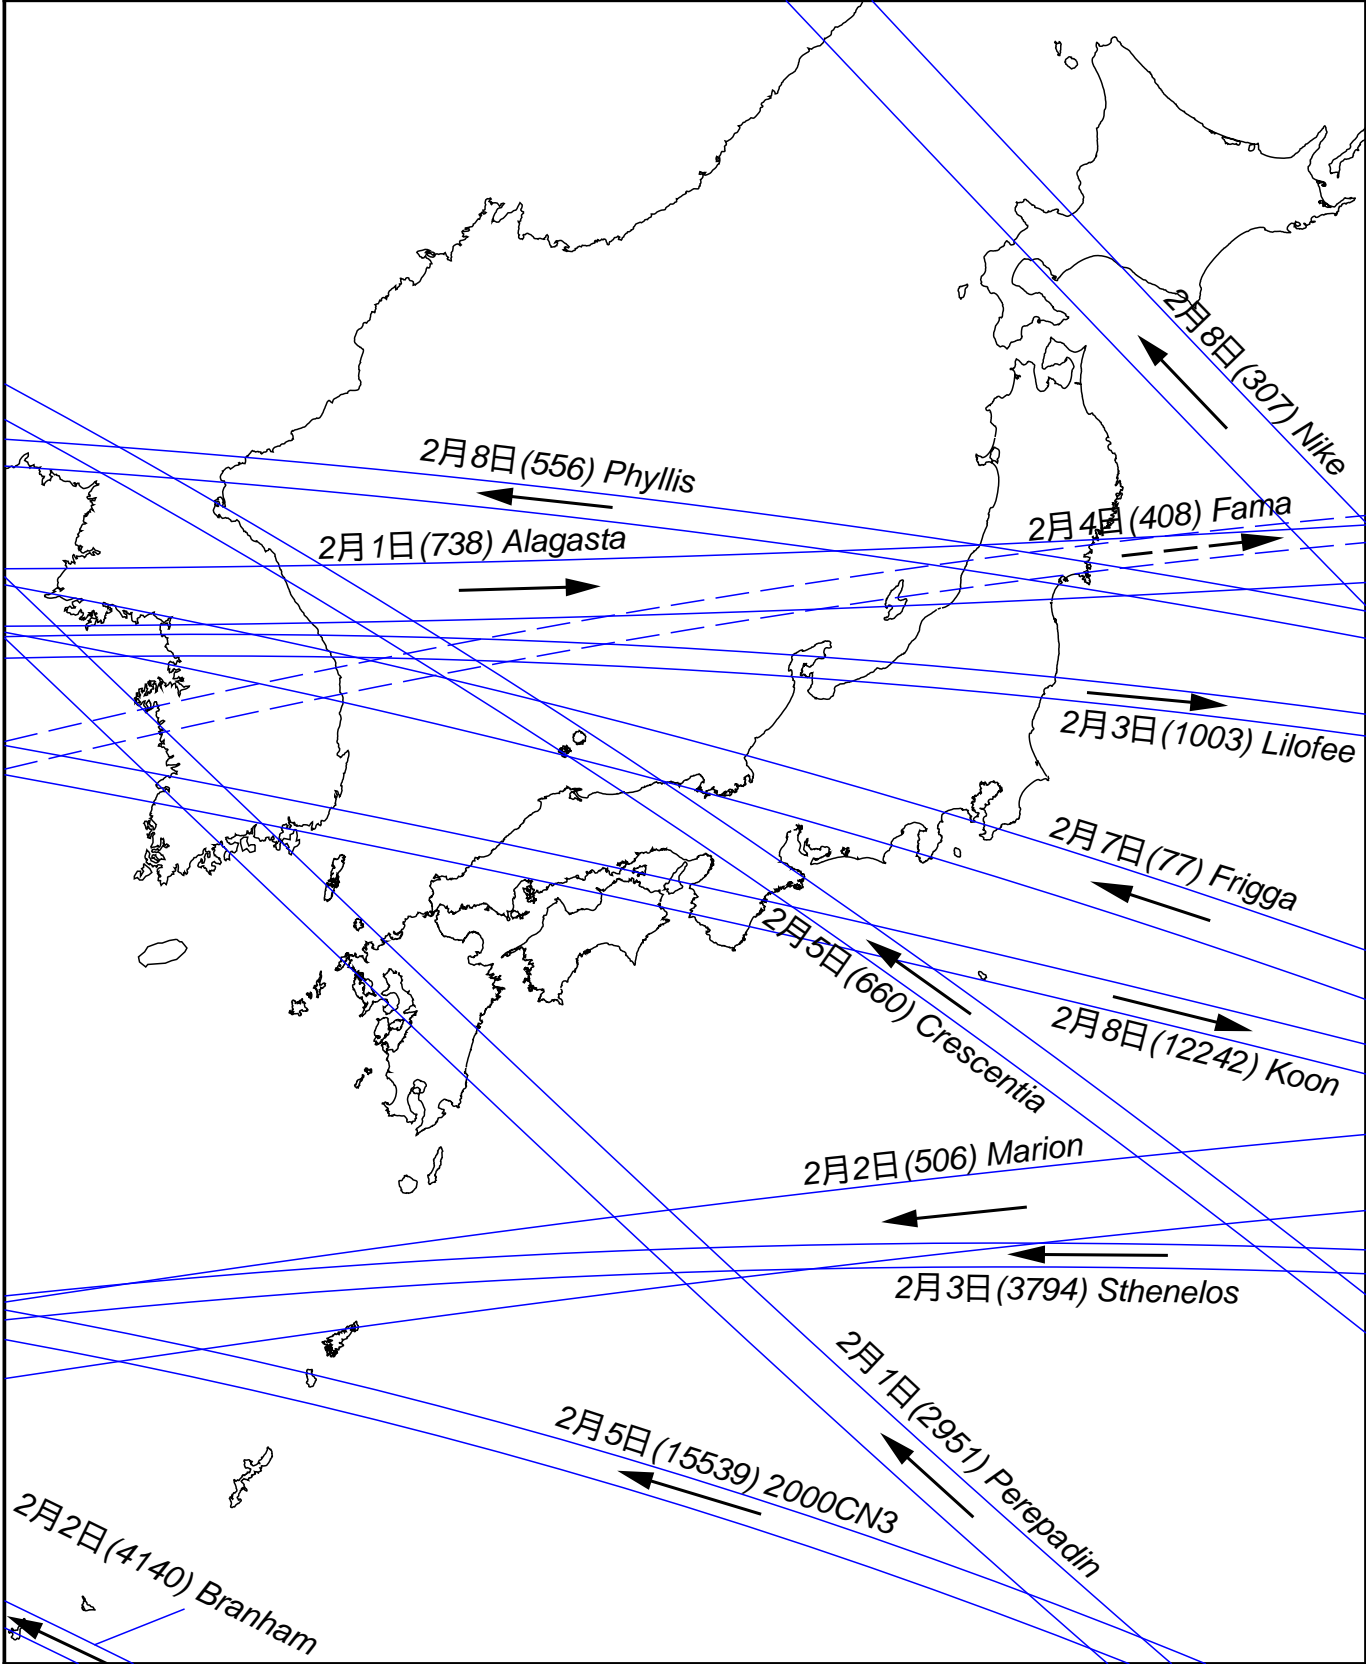 2月8日(307) Nike
2月8日(556) Phyllis
2月4日(408) Fama
2月1日(738) Alagasta
2月3日(1003) Lilofee
2月7日(77) Frigga
2月5日(660) Crescentia
2月8日(12242) Koon
2月2日(506) Marion
2月3日(3794) Sthenelos
2月1日(2951) Perepadin
2月5日(15539) 2000CN3
2月2日(4140) Branham